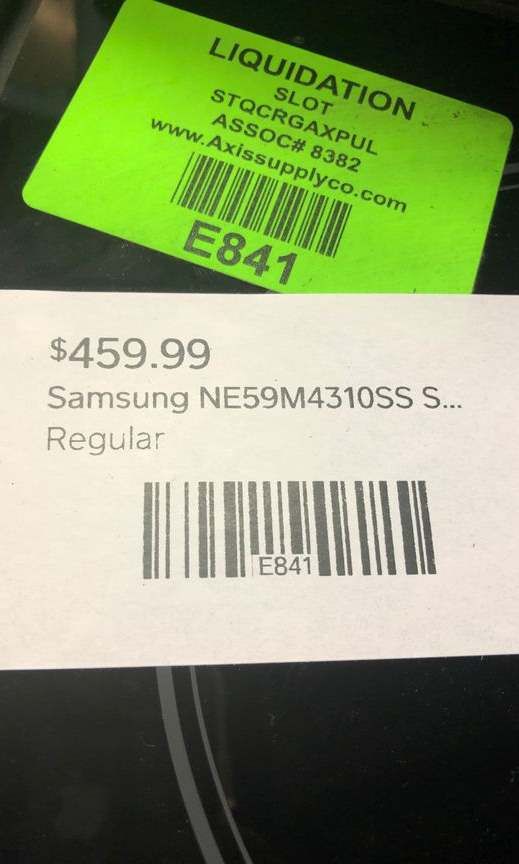 LIQUIDATION
SLOT
STQCRGAXPUL
ASSOC# 8382
www.Axissupplyco.com
E841
$459.99
Samsung NE59M4310SS S...
Regular
E841